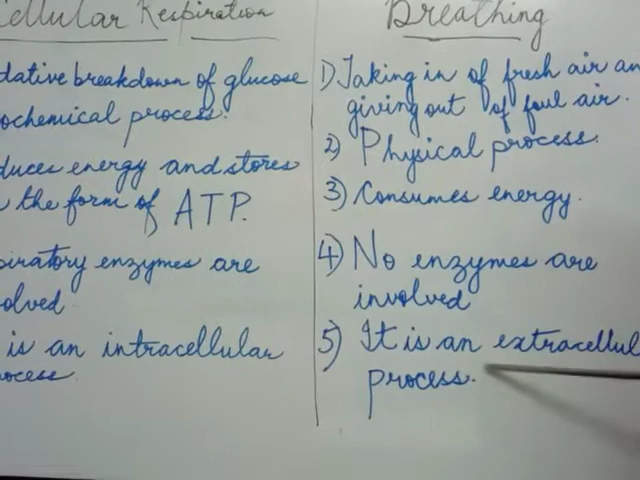 ellular Respiration
dative breakdown of glucose
ochemical process.
duces energy and stores
the form of ATP.
piratory enzymes are
olved
is an intracellular
ocess.
Breathing
1) Taking in of fresh air an
giving out of foul air.
2) Physical process.
3) Consumes energy.
4) No enzymes are
involved
5) It is an extracellul
process.